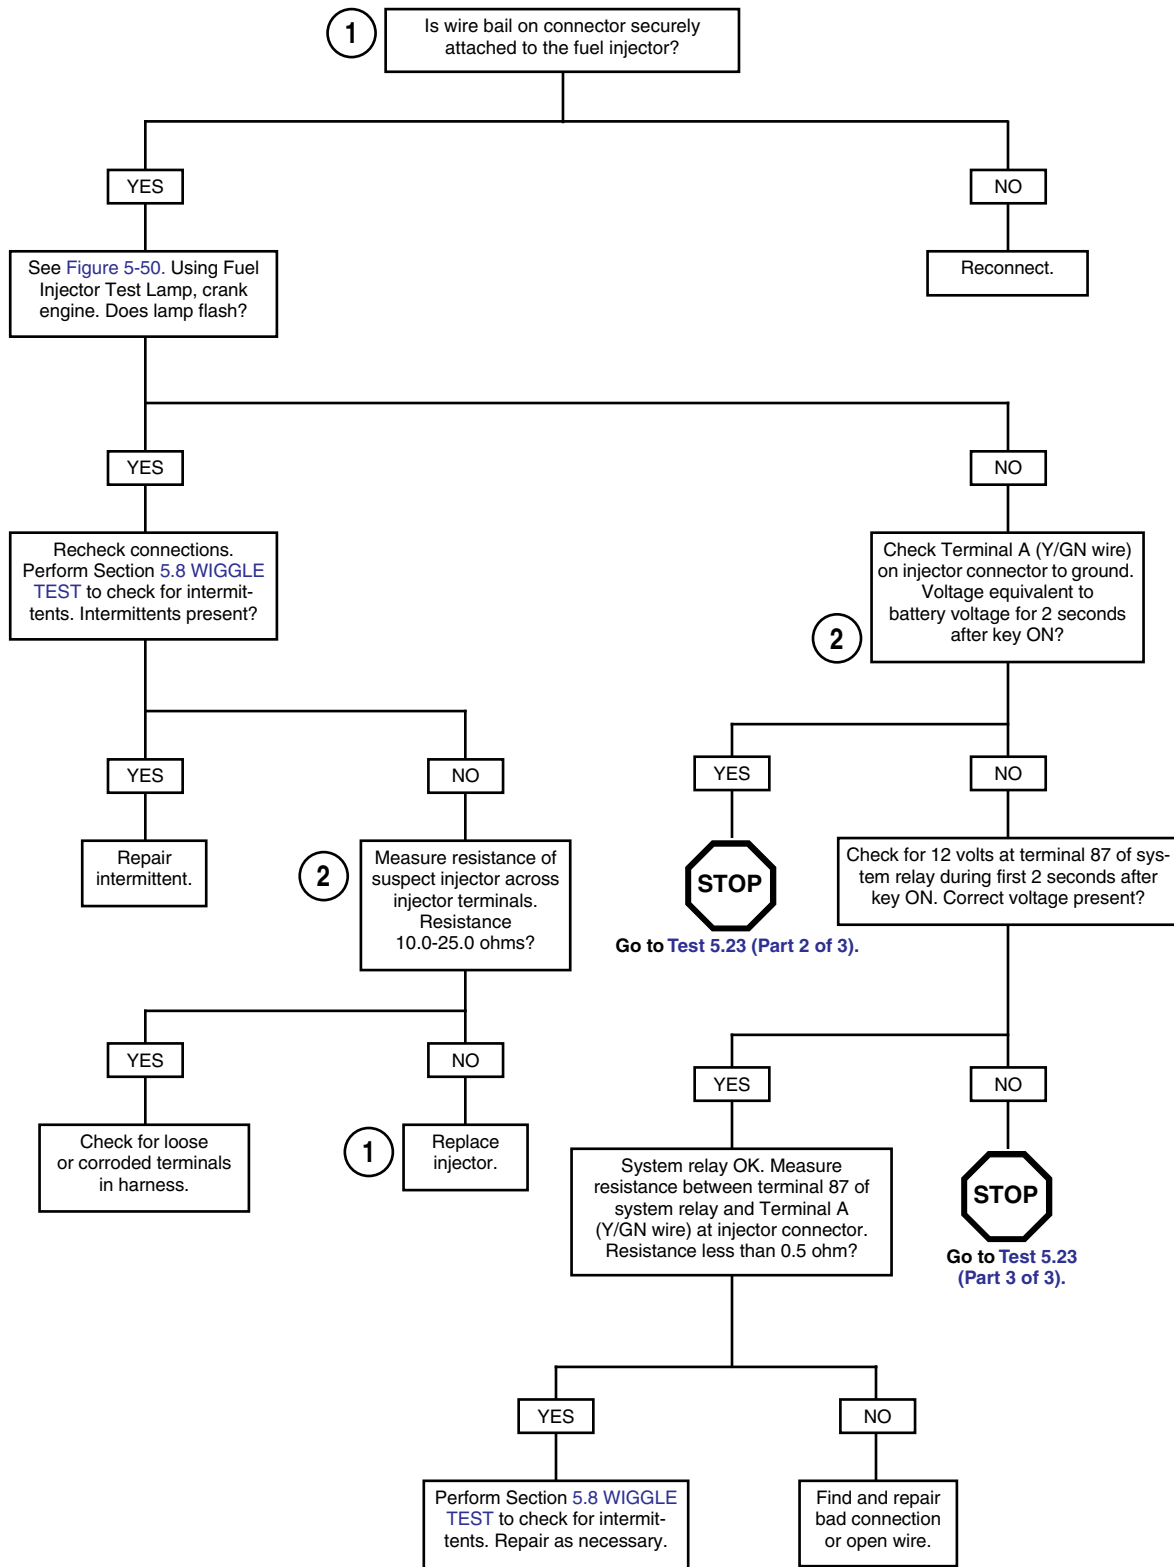 1
Is wire bail on connector securely
attached to the fuel injector?
YES
NO
See Figure 5-50. Using Fuel
Injector Test Lamp, crank
engine. Does lamp flash?
Reconnect.
YES
NO
Recheck connections.
Perform Section 5.8 WIGGLE
TEST to check for intermit-
tents. Intermittents present?
2
Check Terminal A (Y/GN wire)
on injector connector to ground.
Voltage equivalent to
battery voltage for 2 seconds
after key ON?
YES
NO
YES
NO
Repair
intermittent.
2
Measure resistance of
suspect injector across
injector terminals.
Resistance
10.0-25.0 ohms?
STOP
Go to Test 5.23 (Part 2 of 3).
Check for 12 volts at terminal 87 of sys-
tem relay during first 2 seconds after
key ON. Correct voltage present?
YES
NO
YES
NO
Check for loose
or corroded terminals
in harness.
1
Replace
injector.
System relay OK. Measure
resistance between terminal 87 of
system relay and Terminal A
(Y/GN wire) at injector connector.
Resistance less than 0.5 ohm?
STOP
Go to Test 5.23
(Part 3 of 3).
YES
NO
Perform Section 5.8 WIGGLE
TEST to check for intermit-
tents. Repair as necessary.
Find and repair
bad connection
or open wire.